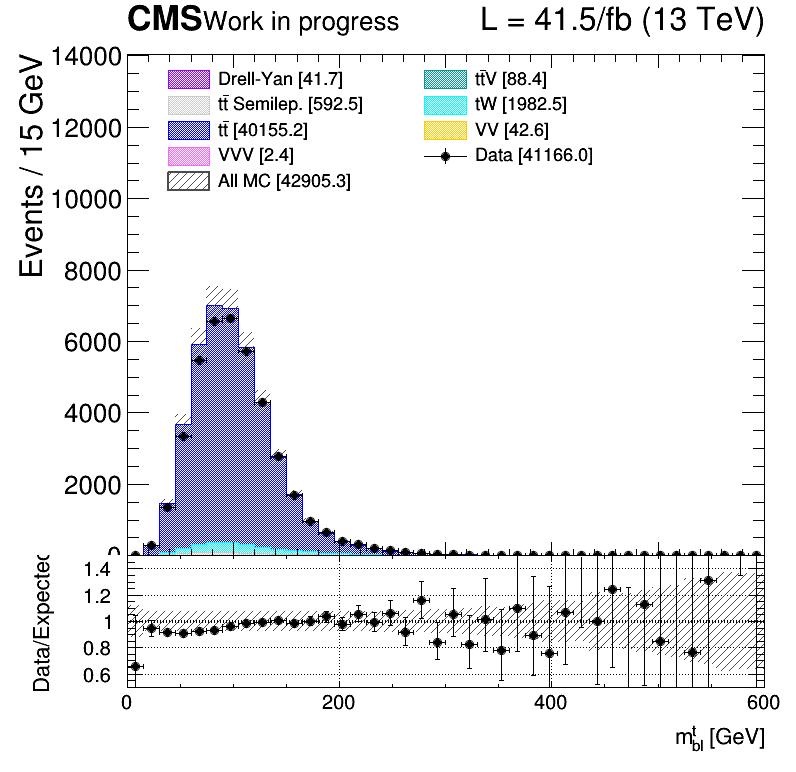 CMS Work in progress L = 41.5/fb (13 TeV)
Events / 15 GeV
14000
12000
10000
8000
6000
4000
2000
0
Drell-Yan [41.7]
tt̄ Semilep. [592.5]
tt̄ [40155.2]
VVV [2.4]
All MC [42905.3]
tt̄V [88.4]
tW [1982.5]
VV [42.6]
Data [41166.0]
Data/Expected
1.4
1.2
1
0.8
0.6
0 200 400 600
m^t_bl [GeV]